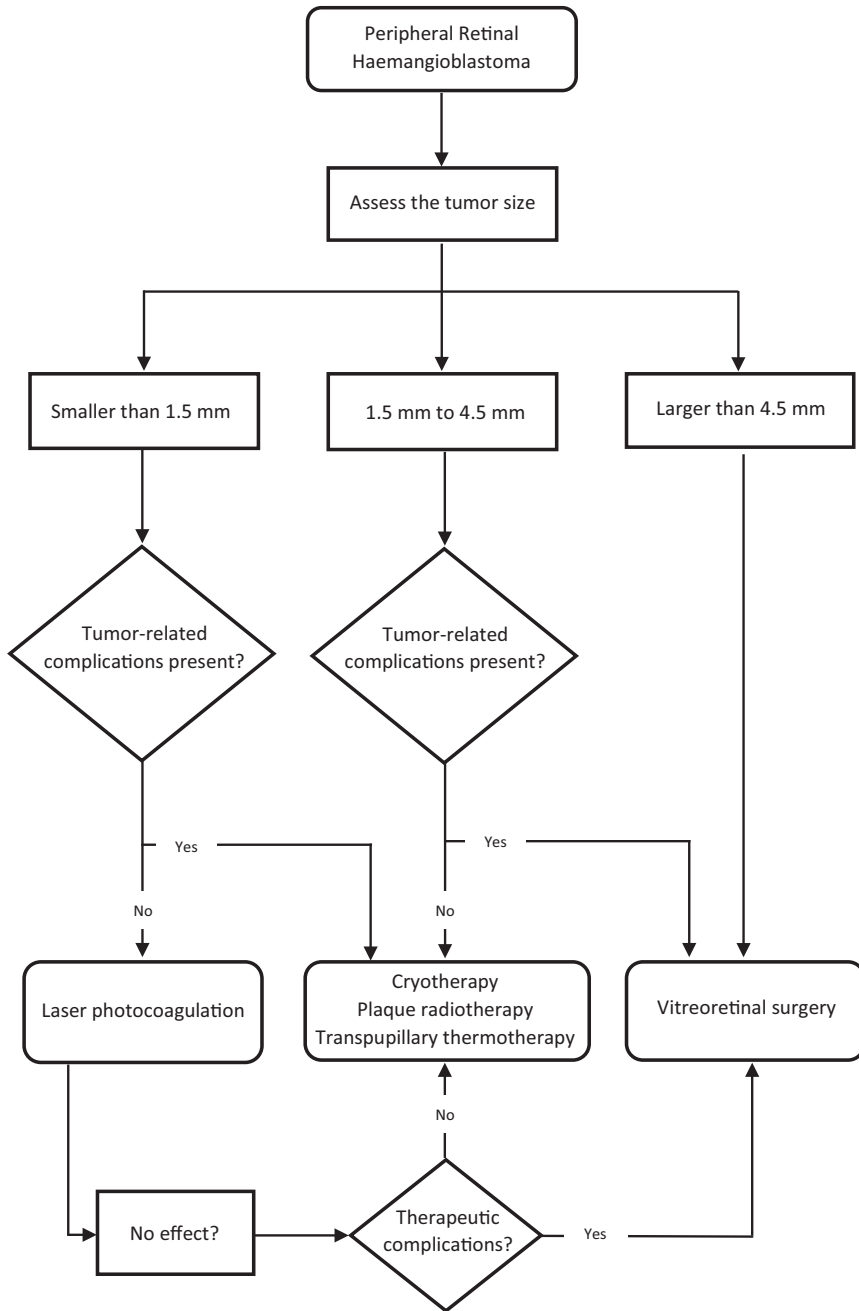 Peripheral Retinal
Haemangioblastoma
Assess the tumor size
Smaller than 1.5 mm
1.5 mm to 4.5 mm
Larger than 4.5 mm
Tumor-related
complications present?
Tumor-related
complications present?
Yes
Yes
No
No
Laser photocoagulation
Cryotherapy
Plaque radiotherapy
Transpupillary thermotherapy
Vitreoretinal surgery
No
No effect?
Therapeutic
complications?
Yes